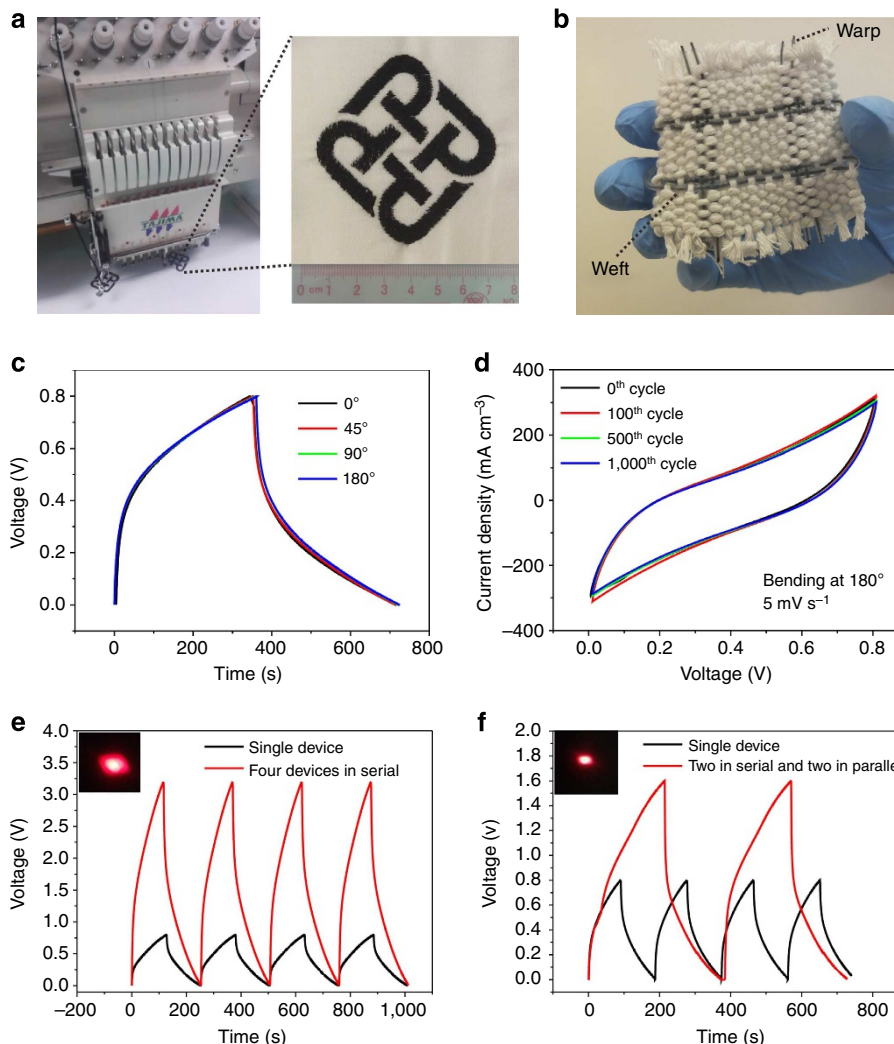 a
TAJIMA
0 cm 1 2 3 4 5 6 7 8
b
Warp
Weft
c
Voltage (V)
0.8
0.6
0.4
0.2
0.0
0°
45°
90°
180°
0 200 400 600 800
Time (s)
d
Current density (mA cm−3)
400
200
0
−200
−400
0th cycle
100th cycle
500th cycle
1,000th cycle
Bending at 180°
5 mV s−1
0.0 0.2 0.4 0.6 0.8
Voltage (V)
e
Voltage (V)
4.0
3.5
3.0
2.5
2.0
1.5
1.0
0.5
0.0
Single device
Four devices in serial
−200 0 200 400 600 800 1,000
Time (s)
f
Voltage (v)
2.0
1.8
1.6
1.4
1.2
1.0
0.8
0.6
0.4
0.2
0.0
Single device
Two in serial and two in paralle
0 200 400 600 800
Time (s)